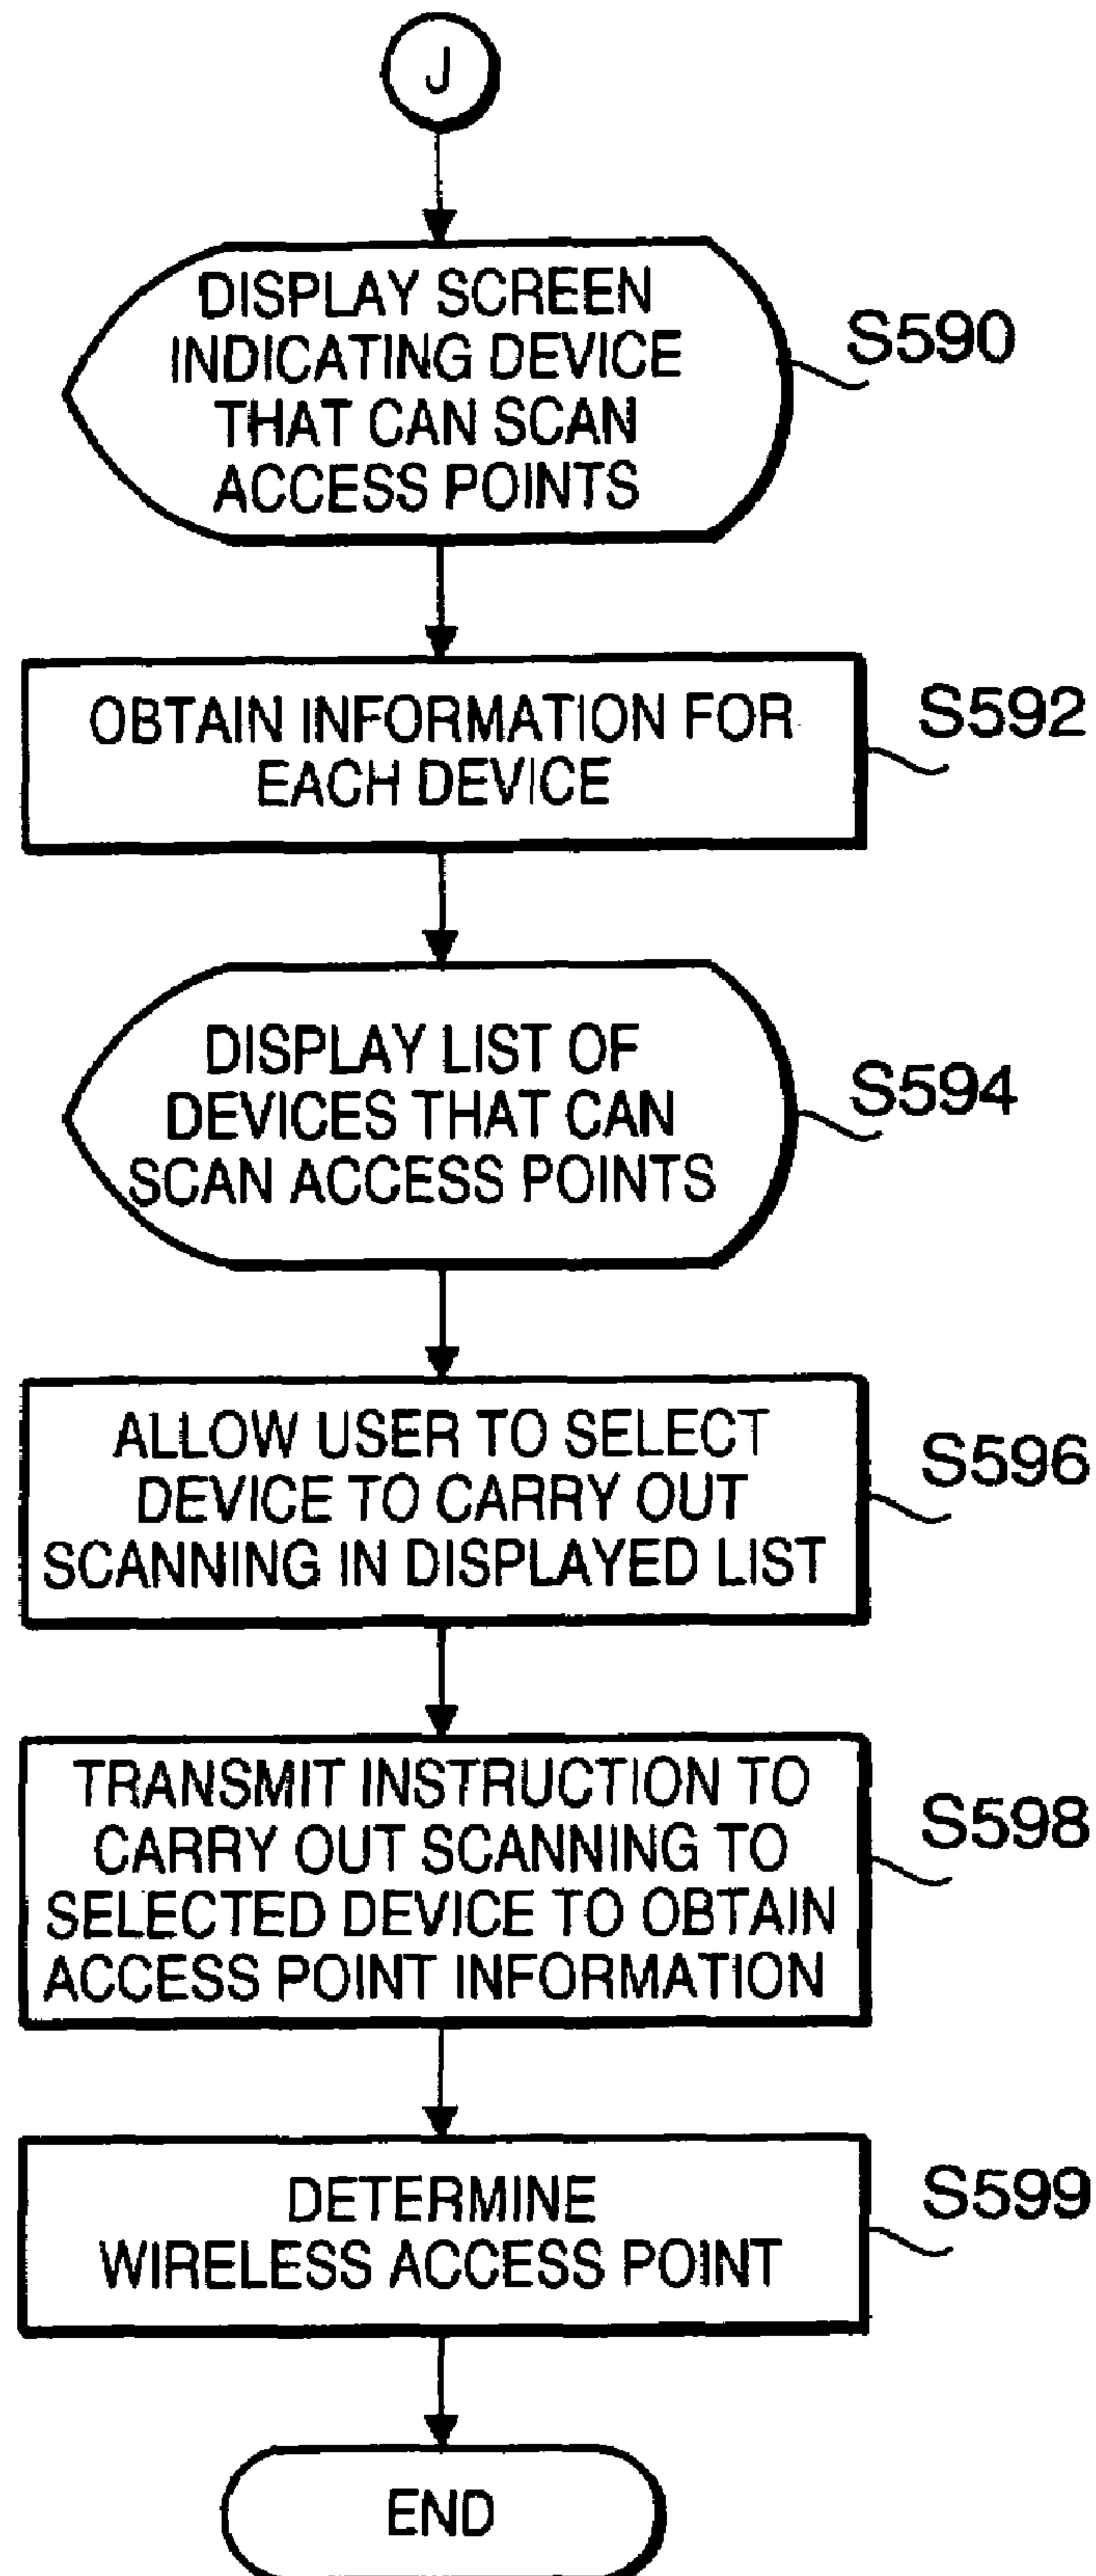 J
DISPLAY SCREEN
INDICATING DEVICE
THAT CAN SCAN
ACCESS POINTS
S590
OBTAIN INFORMATION FOR
EACH DEVICE
S592
DISPLAY LIST OF
DEVICES THAT CAN
SCAN ACCESS POINTS
S594
ALLOW USER TO SELECT
DEVICE TO CARRY OUT
SCANNING IN DISPLAYED LIST
S596
TRANSMIT INSTRUCTION TO
CARRY OUT SCANNING TO
SELECTED DEVICE TO OBTAIN
ACCESS POINT INFORMATION
S598
DETERMINE
WIRELESS ACCESS POINT
S599
END